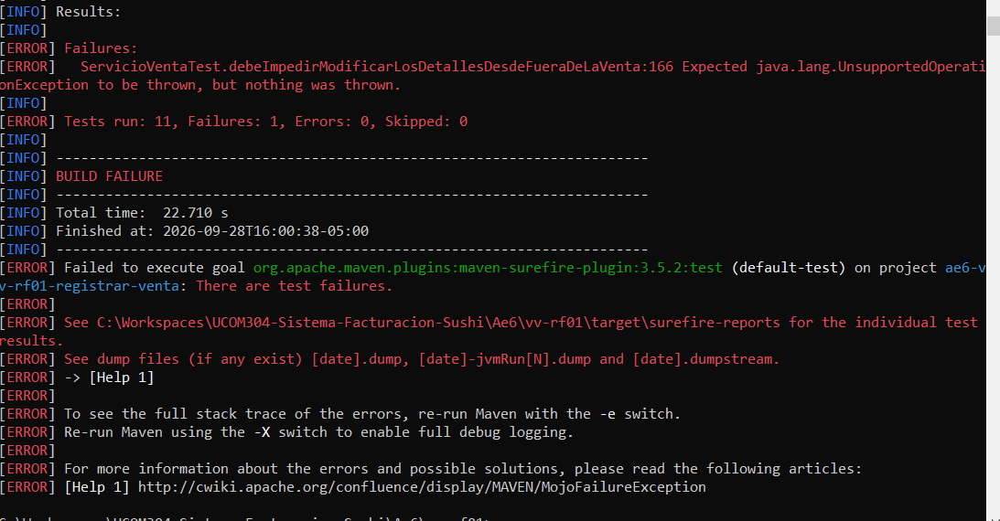 [INFO] Results:
[INFO]
[ERROR] Failures:
[ERROR]   ServicioVentaTest.debeImpedirModificarLosDetallesDesdeFueraDeLaVenta:166 Expected java.lang.UnsupportedOperati
onException to be thrown, but nothing was thrown.
[INFO]
[ERROR] Tests run: 11, Failures: 1, Errors: 0, Skipped: 0
[INFO]
[INFO] ------------------------------------------------------------------------
[INFO] BUILD FAILURE
[INFO] ------------------------------------------------------------------------
[INFO] Total time:  22.710 s
[INFO] Finished at: 2026-09-28T16:00:38-05:00
[INFO] ------------------------------------------------------------------------
[ERROR] Failed to execute goal org.apache.maven.plugins:maven-surefire-plugin:3.5.2:test (default-test) on project ae6-v
v-rf01-registrar-venta: There are test failures.
[ERROR]
[ERROR] See C:\Workspaces\UCOM304-Sistema-Facturacion-Sushi\Ae6\vv-rf01\target\surefire-reports for the individual test
results.
[ERROR] See dump files (if any exist) [date].dump, [date]-jvmRun[N].dump and [date].dumpstream.
[ERROR] -> [Help 1]
[ERROR]
[ERROR] To see the full stack trace of the errors, re-run Maven with the -e switch.
[ERROR] Re-run Maven using the -X switch to enable full debug logging.
[ERROR]
[ERROR] For more information about the errors and possible solutions, please read the following articles:
[ERROR] [Help 1] http://cwiki.apache.org/confluence/display/MAVEN/MojoFailureException